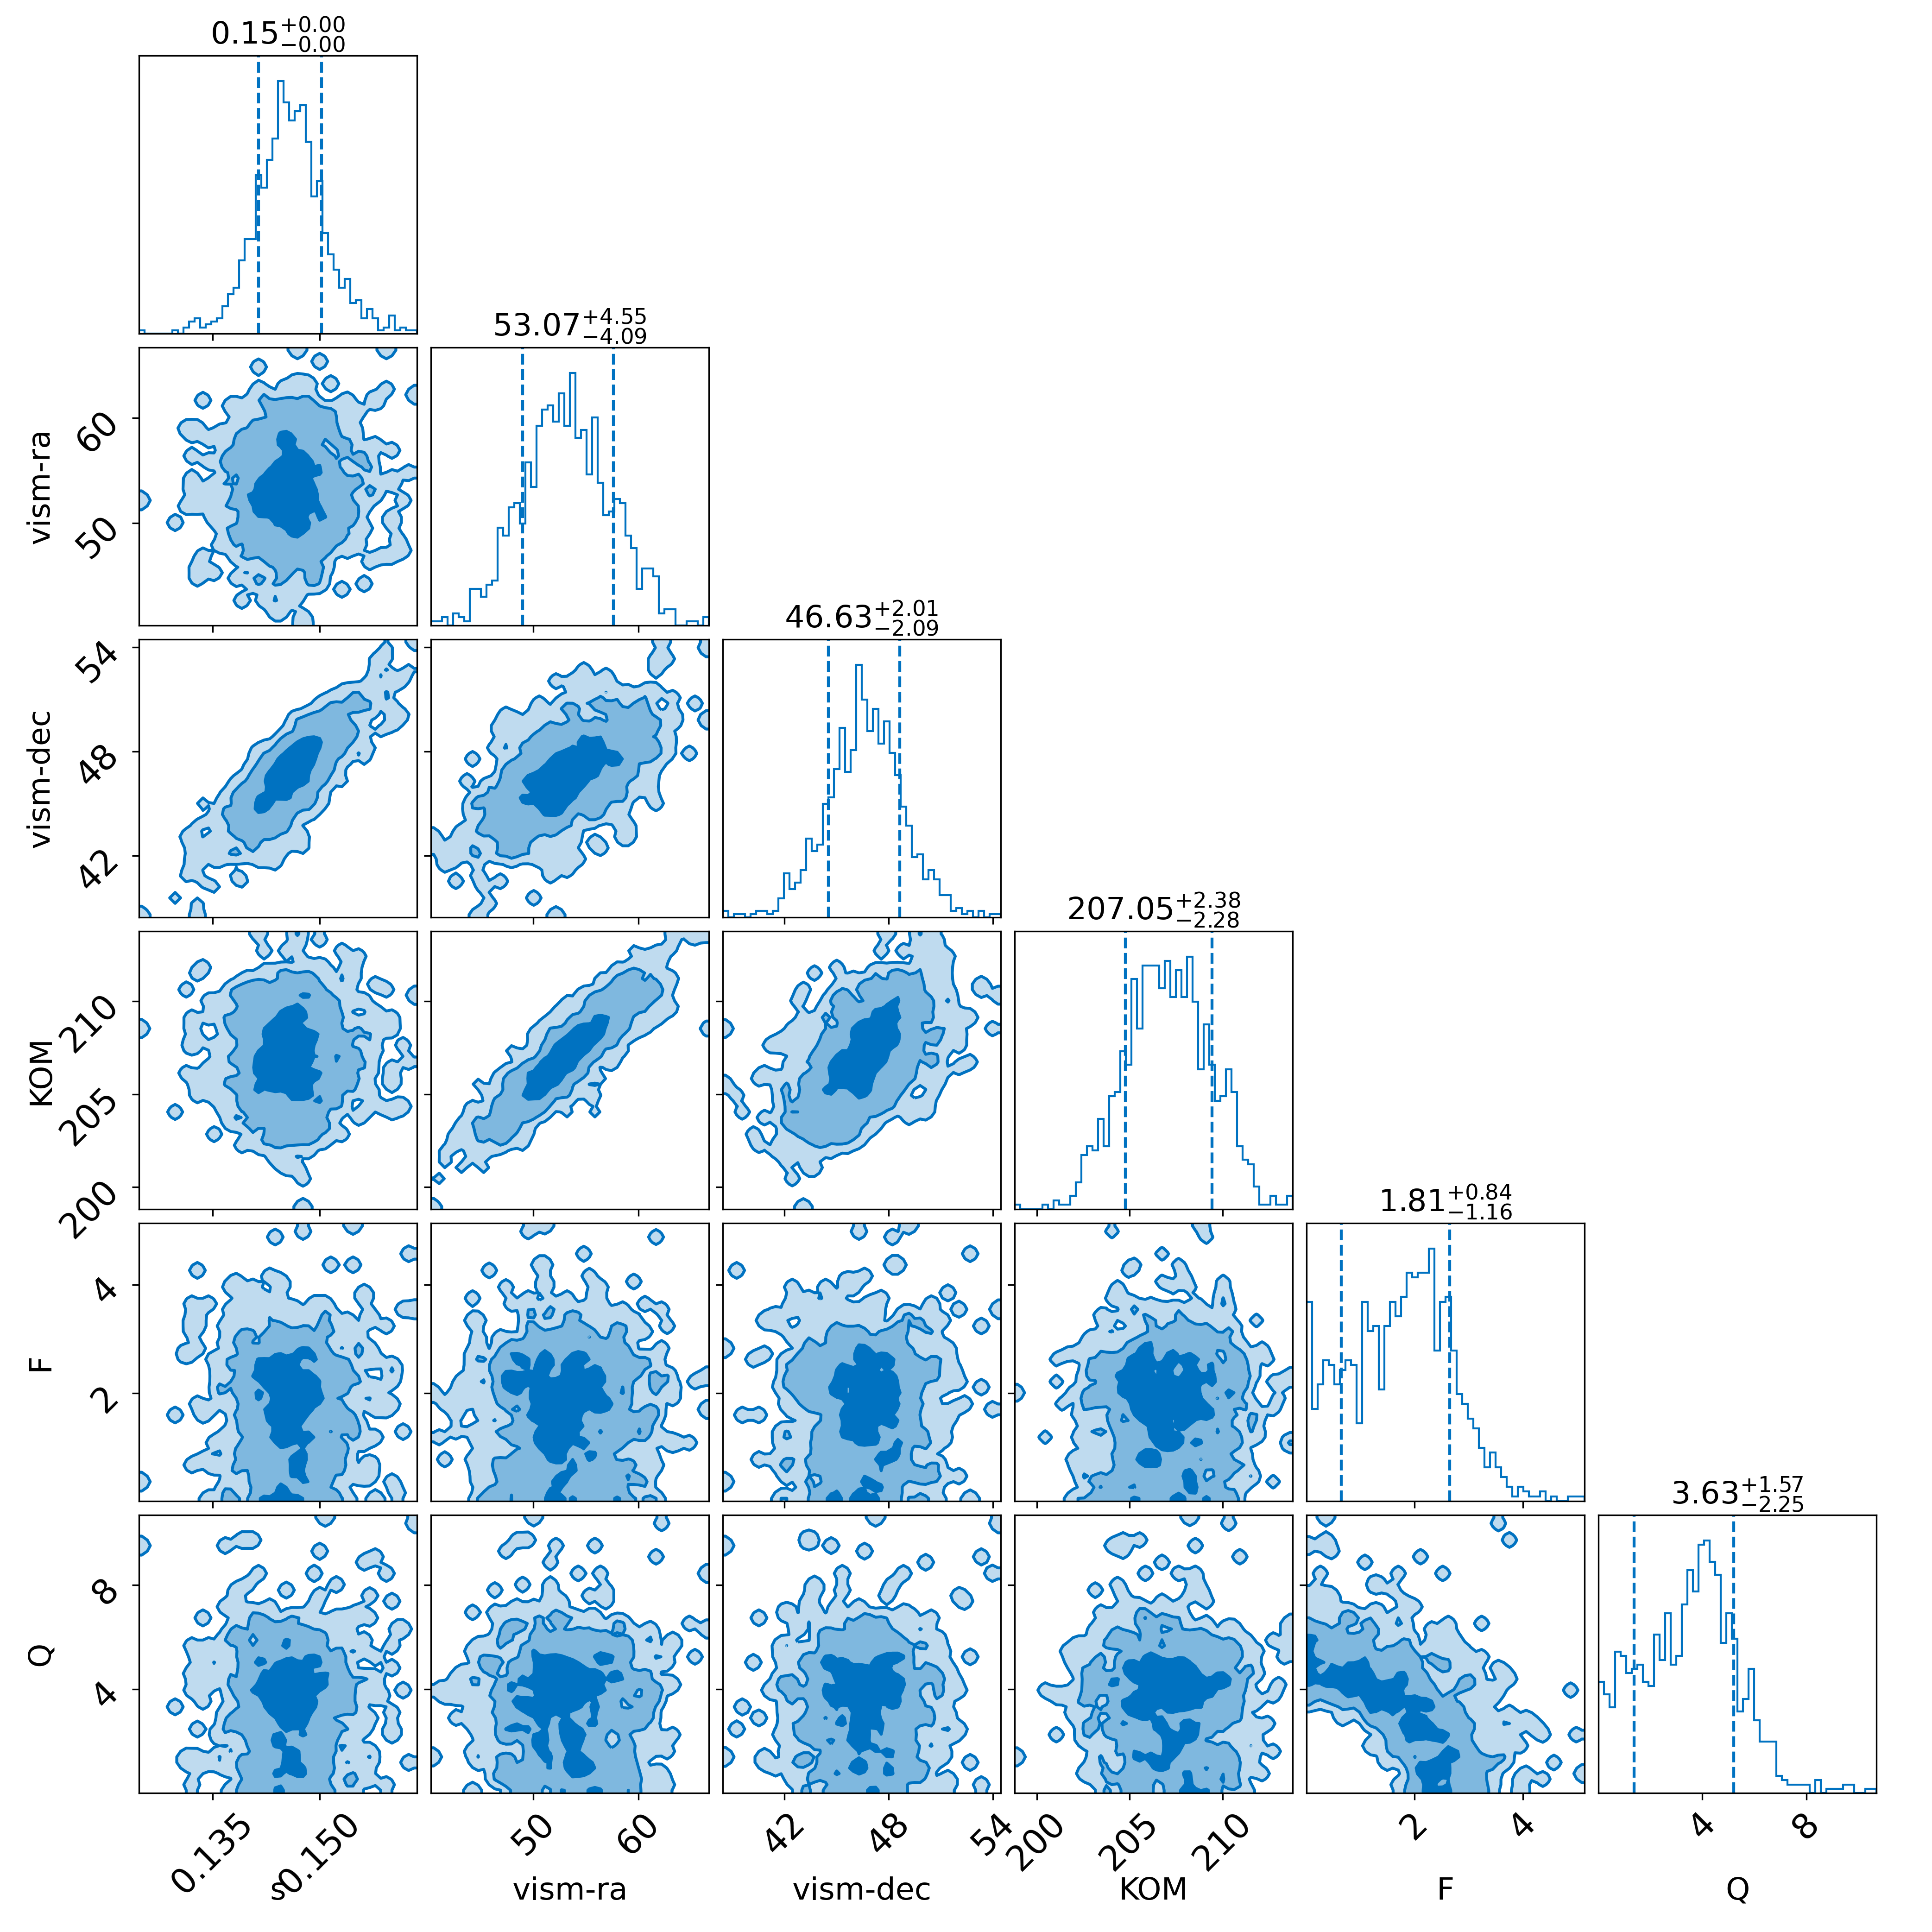 0.15+0.00−0.00
53.07+4.55−4.09
46.63+2.01−2.09
207.05+2.38−2.28
1.81+0.84−1.16
3.63+1.57−2.25
vism-ra
60
50
vism-dec
54
48
42
KOM
210
205
200
F
4
2
Q
8
4
0.135 0.150
50 60
42 48 54
200 205 210
2 4
4 8
s vism-ra vism-dec KOM F Q